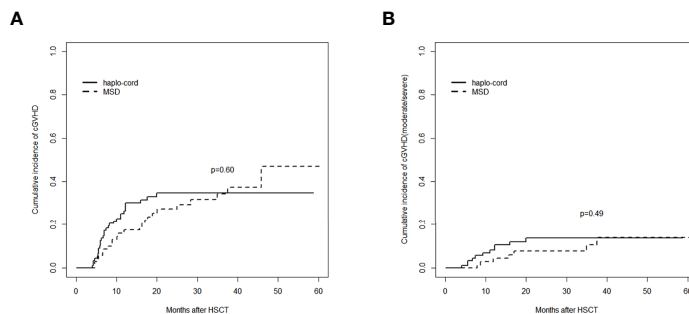 A
Cumulative incidence of cGVHD
1.0
0.8
0.6
0.4
0.2
0.0
haplo-cord
MSD
p=0.60
0 10 20 30 40 50 60
Months after HSCT
B
Cumulative incidence of cGVHD(moderate/severe)
1.0
0.8
0.6
0.4
0.2
0.0
haplo-cord
MSD
p=0.49
0 10 20 30 40 50 60
Months after HSCT